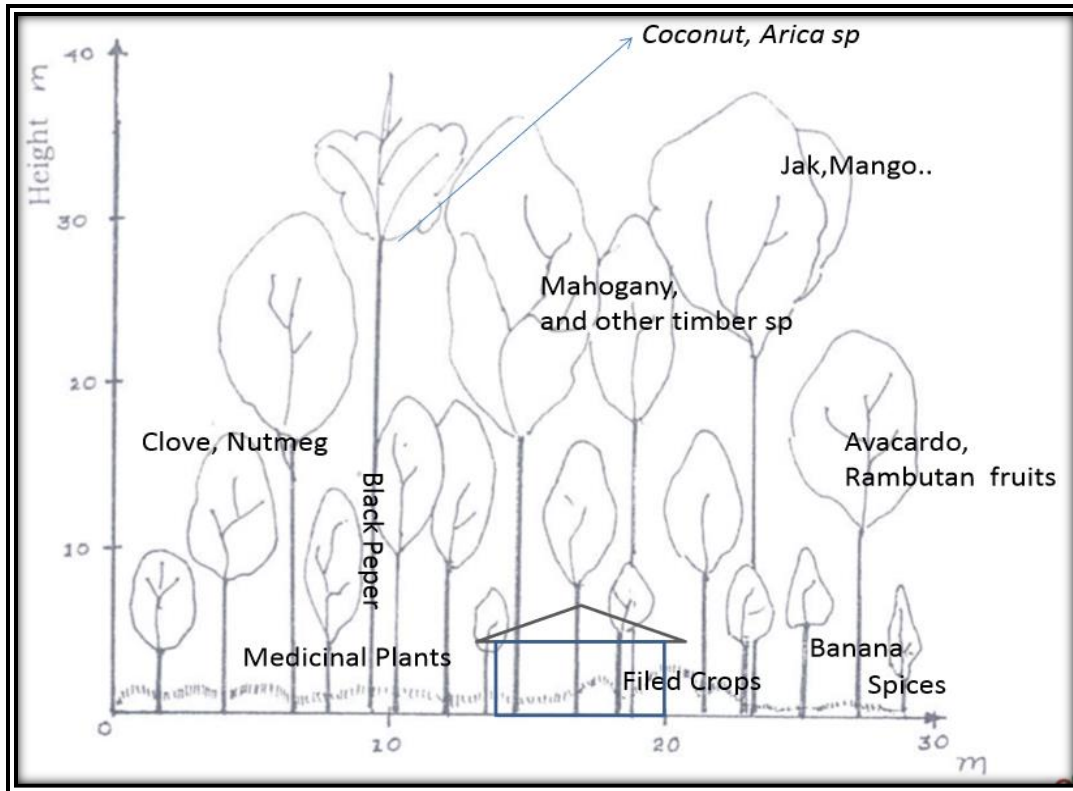 Coconut, Arica sp
40
Height m
Jak,Mango..
30
Mahogany,
and other timber sp
20
Clove, Nutmeg
Avacardo,
Rambutan fruits
Black Peper
10
Medicinal Plants
Banana
Filed Crops
Spices
0
0
10
20
30
m